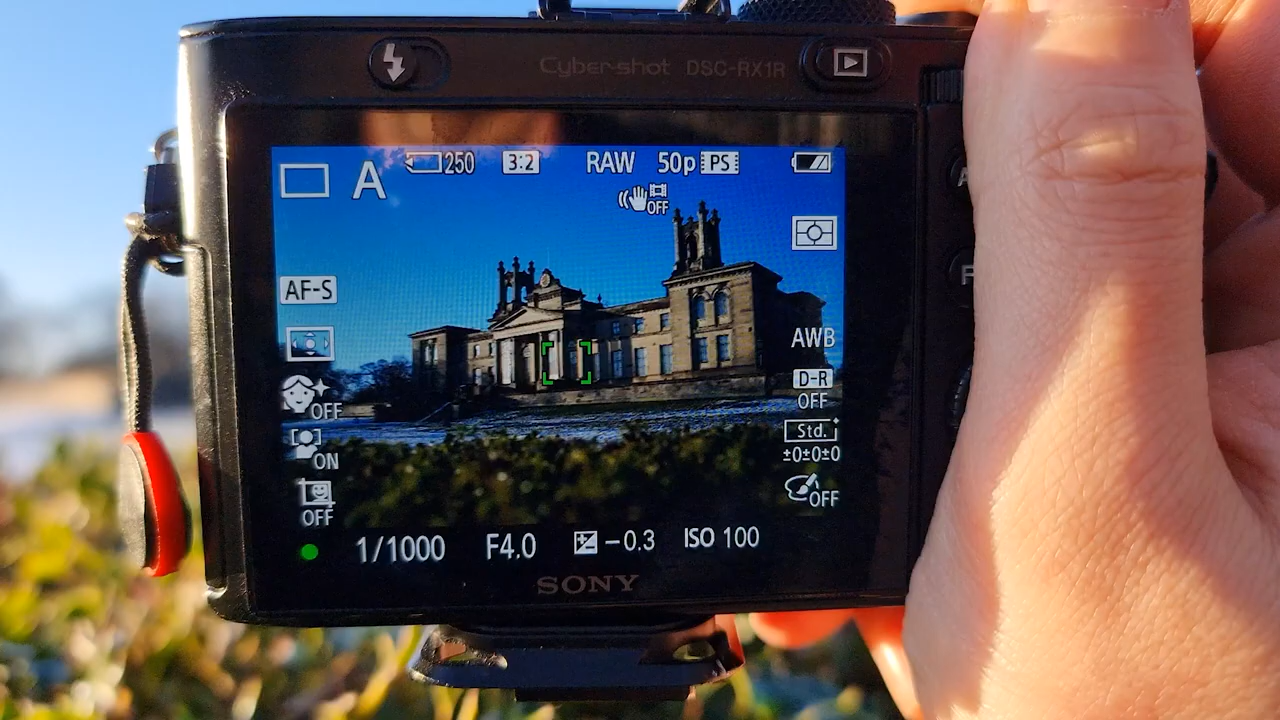 Cyber-shot DSC-RX1R
A 250 3:2 RAW 50p PS
OFF
AF-S
AWB
D-R
OFF
OFF
Std.
±0±0±0
ON
OFF
OFF
1/1000 F4.0 −0.3 ISO 100
SONY